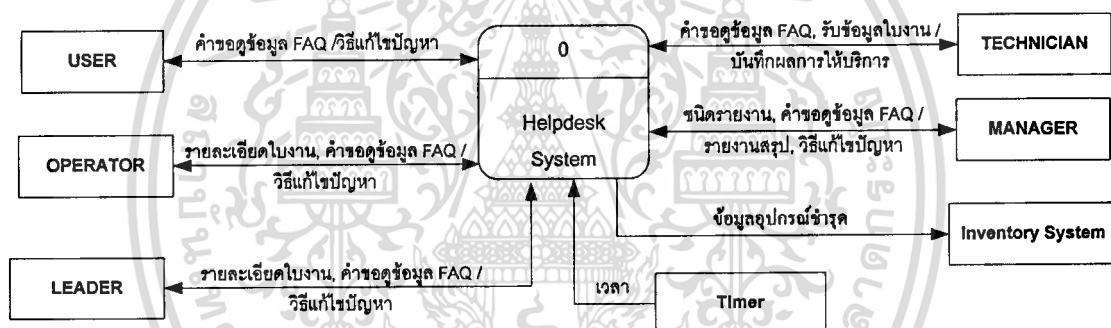 USER
คำขอดูข้อมูล FAQ /วิธีแก้ไขปัญหา
0
Helpdesk
System
คำขอดูข้อมูล FAQ, รับข้อมูลใบงาน /
บันทึกผลการให้บริการ
TECHNICIAN
OPERATOR
รายละเอียดใบงาน, คำขอดูข้อมูล FAQ /
วิธีแก้ไขปัญหา
ชนิดรายงาน, คำขอดูข้อมูล FAQ /
รายงานสรุป, วิธีแก้ไขปัญหา
MANAGER
ข้อมูลอุปกรณ์ชำรุด
Inventory System
LEADER
รายละเอียดใบงาน, คำขอดูข้อมูล FAQ /
วิธีแก้ไขปัญหา
เวลา
Timer